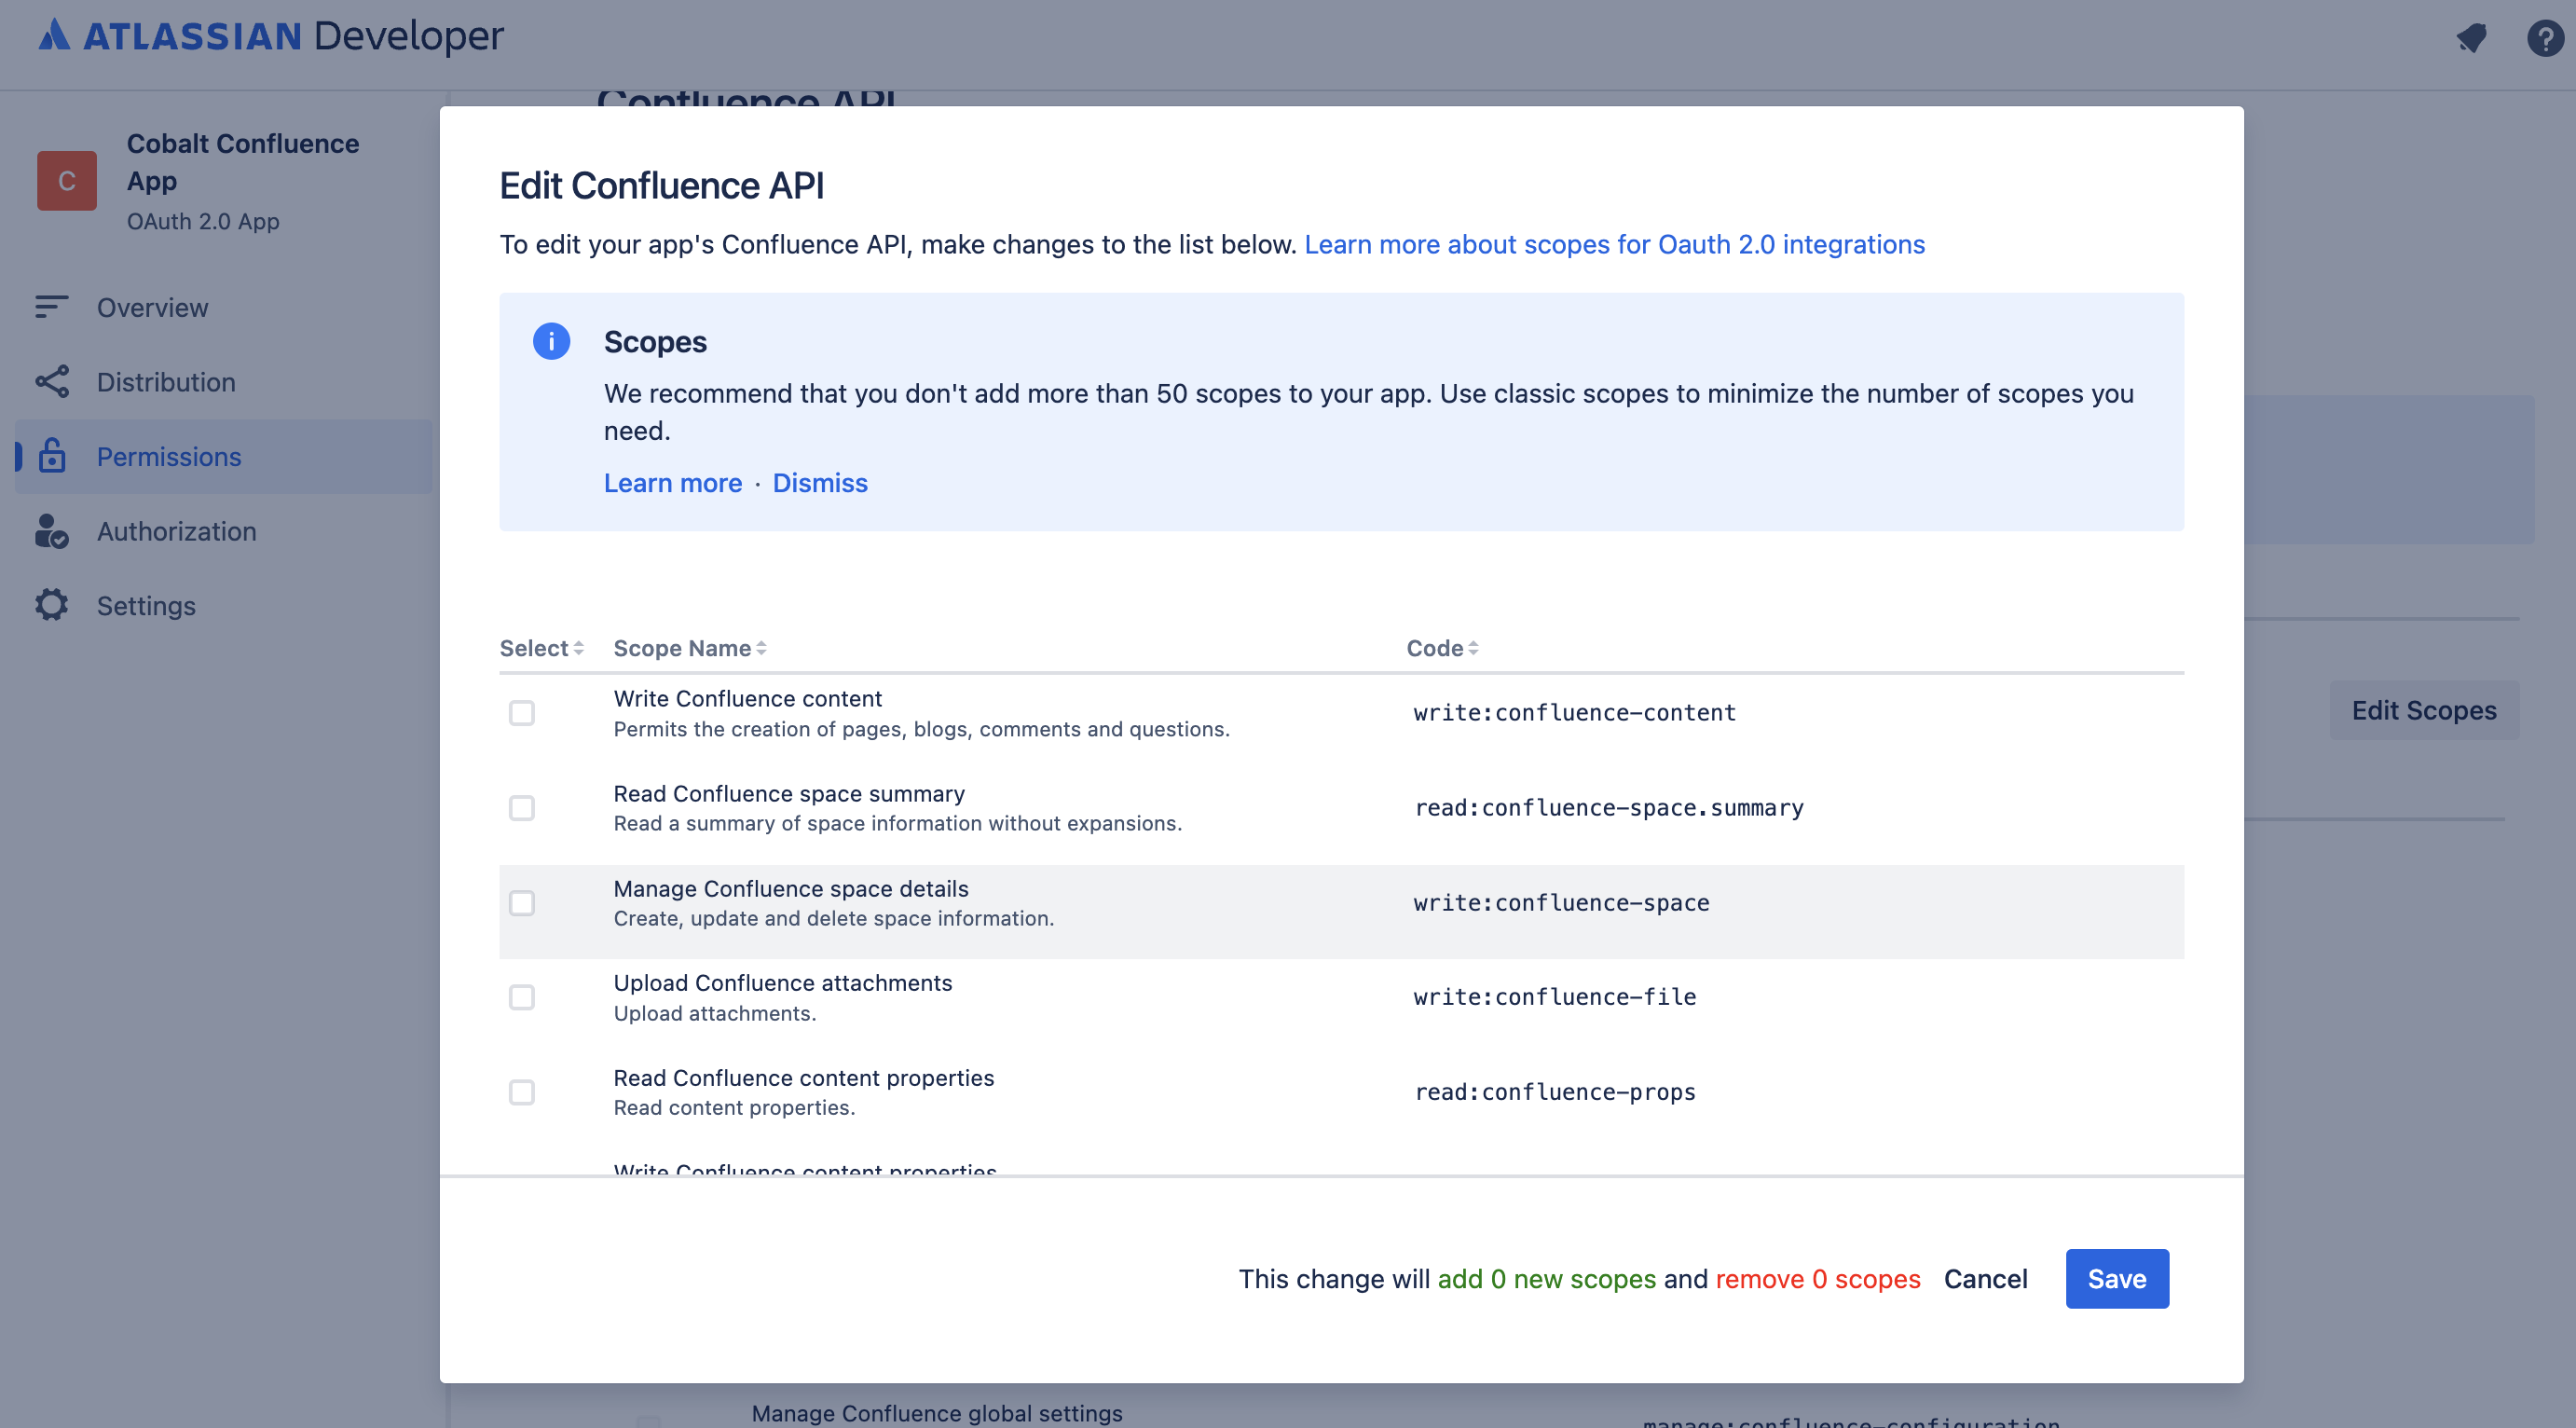 ATLASSIAN Developer
Confluence API
C
Cobalt Confluence
App
OAuth 2.0 App
Overview
Distribution
Permissions
Authorization
Settings
Edit Confluence API
To edit your app's Confluence API, make changes to the list below. Learn more about scopes for Oauth 2.0 integrations
Scopes
We recommend that you don't add more than 50 scopes to your app. Use classic scopes to minimize the number of scopes you
need.
Learn more · Dismiss
Select Scope Name Code
Write Confluence content
Permits the creation of pages, blogs, comments and questions.
write:confluence-content
Read Confluence space summary
Read a summary of space information without expansions.
read:confluence-space.summary
Manage Confluence space details
Create, update and delete space information.
write:confluence-space
Upload Confluence attachments
Upload attachments.
write:confluence-file
Read Confluence content properties
Read content properties.
read:confluence-props
Write Confluence content properties
Edit Scopes
This change will add 0 new scopes and remove 0 scopes Cancel Save
Manage Confluence global settings
manage:confluence-configuration